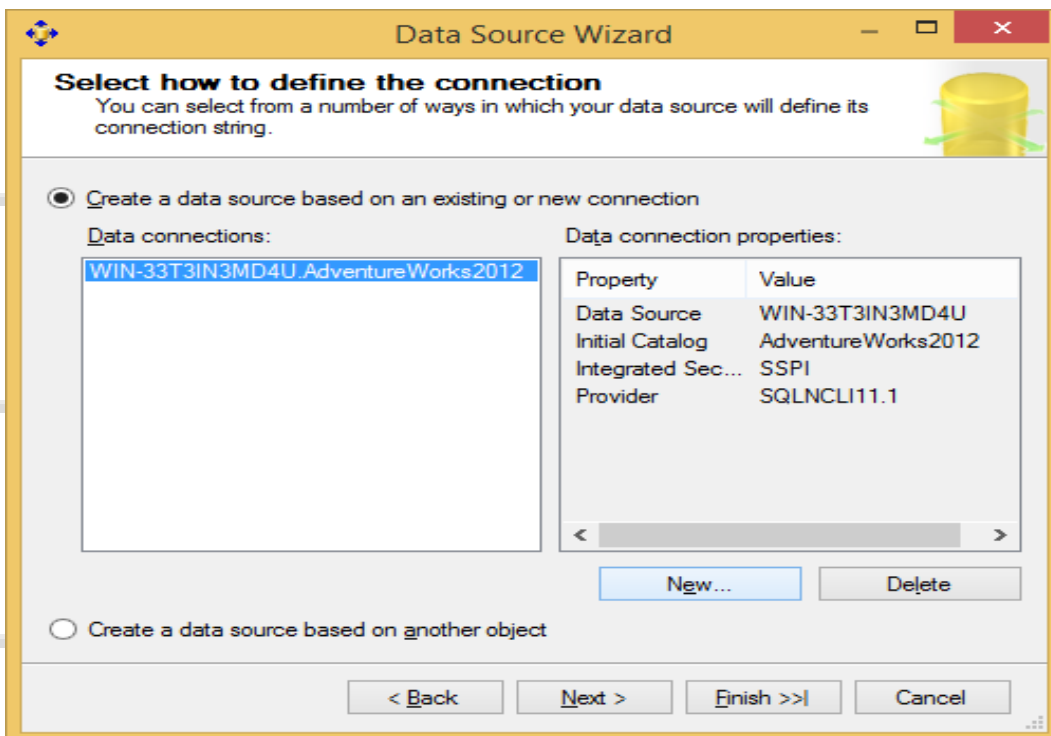 Data Source Wizard
Select how to define the connection
You can select from a number of ways in which your data source will define its
connection string.
Create a data source based on an existing or new connection
Data connections:
WIN-33T3IN3MD4U.AdventureWorks2012
Data connection properties:
Property Value
Data Source WIN-33T3IN3MD4U
Initial Catalog AdventureWorks2012
Integrated Sec... SSPI
Provider SQLNCLI11.1
New... Delete
Create a data source based on another object
< Back Next > Finish >>| Cancel